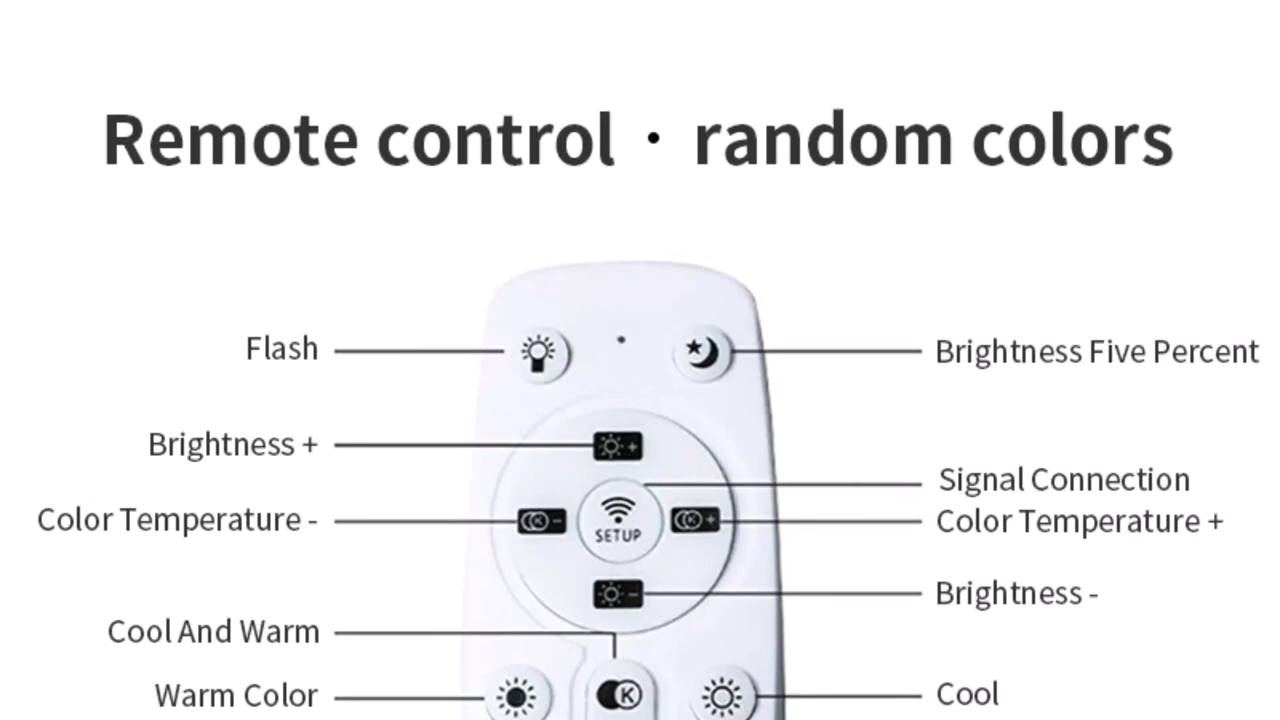 Remote control · random colors
Flash
Brightness Five Percent
Brightness +
Signal Connection
Color Temperature -
SETUP
Color Temperature +
Brightness -
Cool And Warm
Warm Color
K
Cool